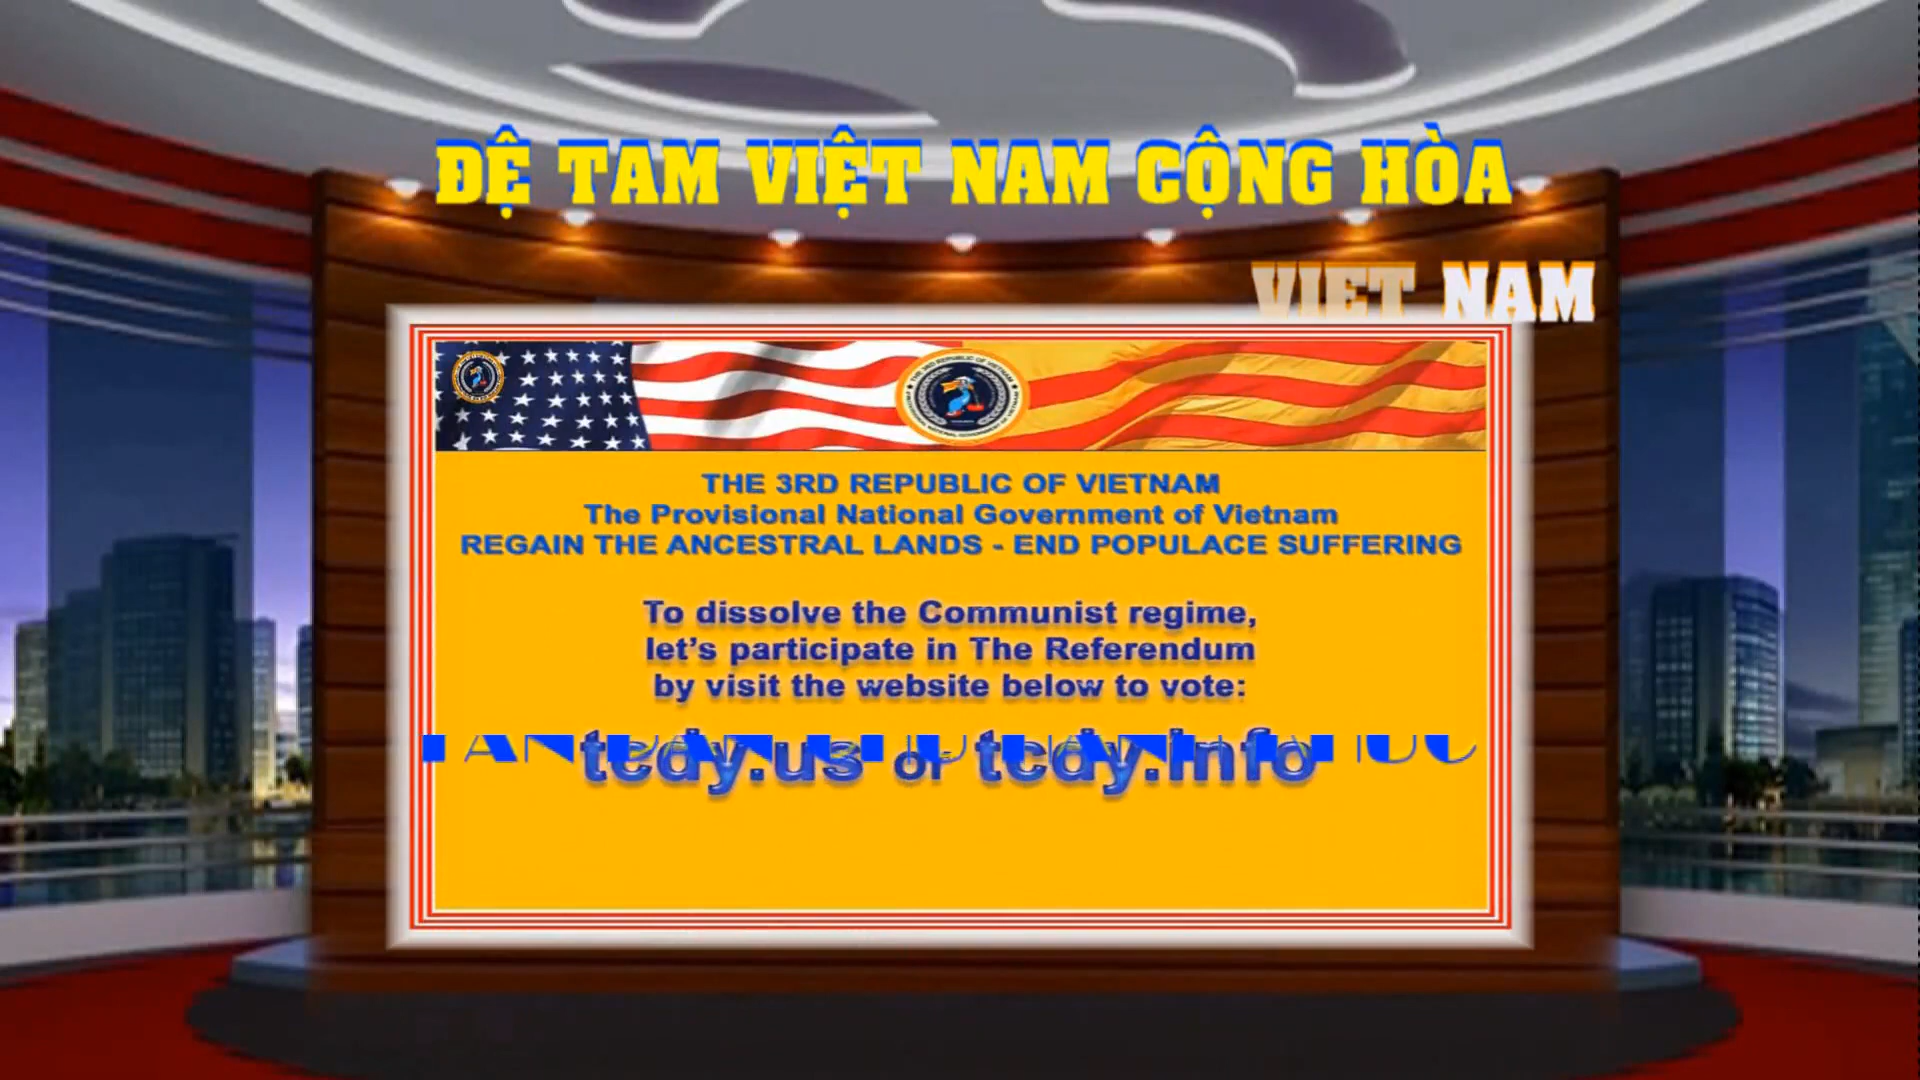 ĐỆ TAM VIỆT NAM CỘNG HÒA
VIET NAM
THE 3RD REPUBLIC OF VIETNAM
The Provisional National Government of Vietnam
REGAIN THE ANCESTRAL LANDS - END POPULACE SUFFERING
To dissolve the Communist regime,
let's participate in The Referendum
by visit the website below to vote:
tcdy.us or tcdy.info